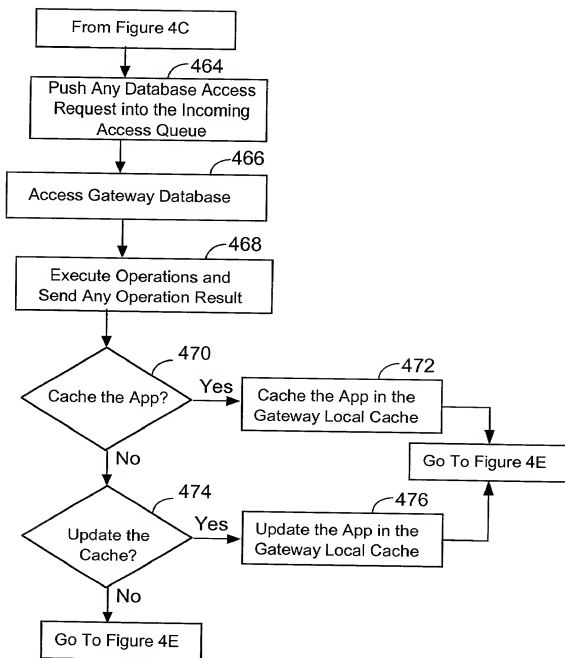 From Figure 4C
464
Push Any Database Access
Request into the Incoming
Access Queue
466
Access Gateway Database
468
Execute Operations and
Send Any Operation Result
470
Cache the App?
Yes
472
Cache the App in the
Gateway Local Cache
Go To Figure 4E
No
474
Update the
Cache?
Yes
476
Update the App in the
Gateway Local Cache
No
Go To Figure 4E